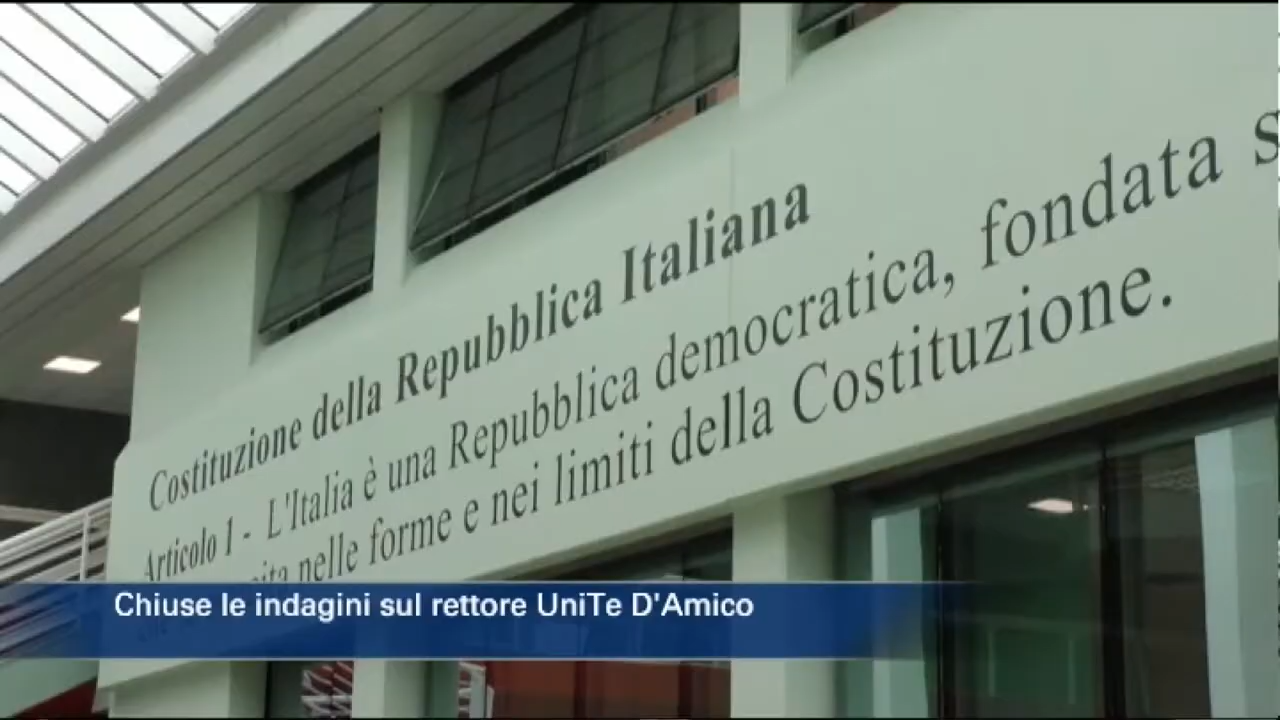 Costituzione della Repubblica Italiana
Articolo 1 - L'Italia è una Repubblica democratica, fondata s
nelle forme e nei limiti della Costituzione.
Chiuse le indagini sul rettore UniTe D'Amico